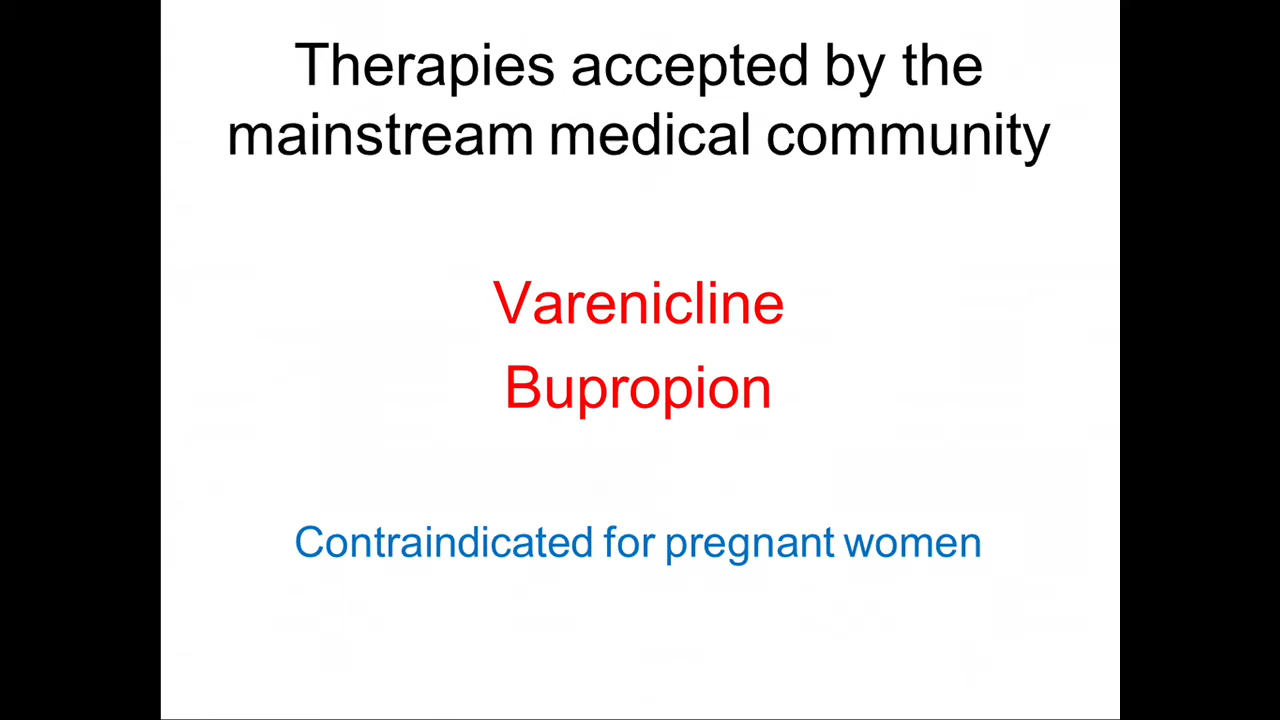 Therapies accepted by the
mainstream medical community
Varenicline
Bupropion
Contraindicated for pregnant women